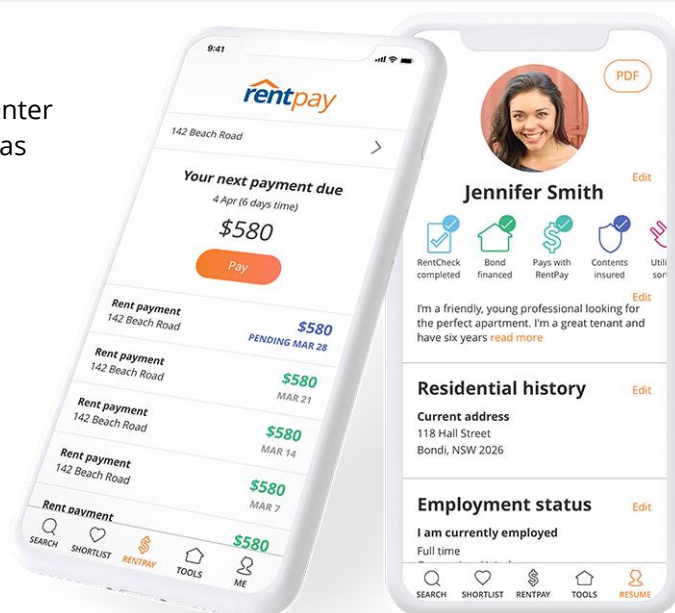 enter
as
9:41
rentpay
142 Beach Road
Your next payment due
4 Apr (6 days time)
$580
Pay
Rent payment
$580
142 Beach Road
PENDING MAR 28
Rent payment
$580
142 Beach Road
MAR 21
Rent payment
$580
142 Beach Road
MAR 14
Rent payment
$580
142 Beach Road
MAR 7
Rent payment
$580
SEARCH SHORTLIST RENTPAY TOOLS ME
PDF
Edit
Jennifer Smith
RentCheck completed
Bond financed
Pays with RentPay
Contents insured
Edit
I'm a friendly, young professional looking for
the perfect apartment. I'm a great tenant and
have six years read more
Residential history Edit
Current address
118 Hall Street
Bondi, NSW 2026
Employment status Edit
I am currently employed
Full time
SEARCH SHORTLIST RENTPAY TOOLS RESUME